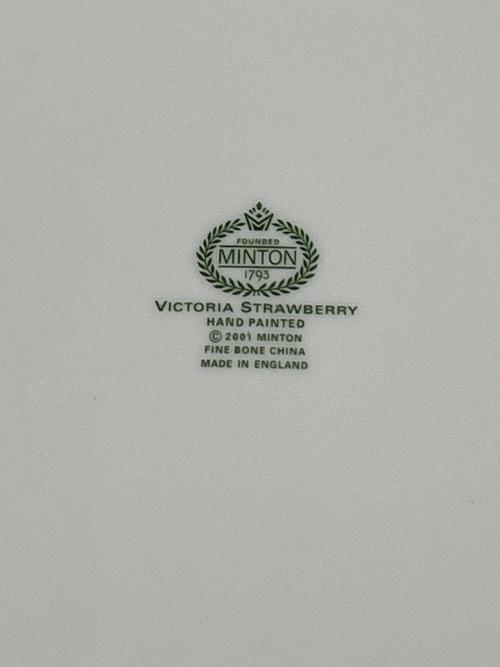 FOUNDED
MINTON
1793
VICTORIA STRAWBERRY
HAND PAINTED
© 2001 MINTON
FINE BONE CHINA
MADE IN ENGLAND